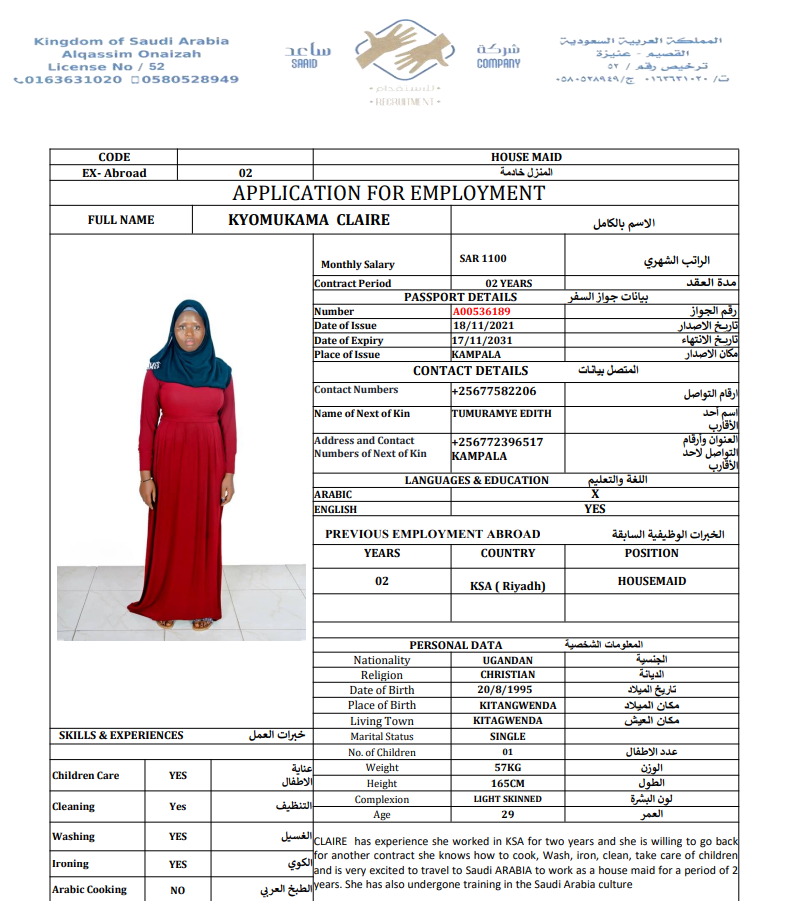 Kingdom of Saudi Arabia
Alqassim Onaizah
License No / 52
0163631020 0580528949
ساعد
SAAID
للاستقدام
• RECRUITMENT •
شركة
COMPANY
المملكة العربية السعودية
القصيم - عنيزة
ترخيص رقم / ٥٢
ت/ ٠١٦٣٦٣١٠٢٠ ج/ ٠٥٨٠٥٢٨٩٤٩
CODE HOUSE MAID
EX- Abroad 02 المنزل خادمة
APPLICATION FOR EMPLOYMENT
FULL NAME KYOMUKAMA CLAIRE الاسم بالكامل
Monthly Salary SAR 1100 الراتب الشهري
Contract Period 02 YEARS مدة العقد
PASSPORT DETAILS بيانات جواز السفر
Number A00536189 رقم الجواز
Date of Issue 18/11/2021 تاريخ الاصدار
Date of Expiry 17/11/2031 تاريخ الانتهاء
Place of Issue KAMPALA مكان الاصدار
CONTACT DETAILS المتصل بيانات
Contact Numbers +25677582206 ارقام التواصل
Name of Next of Kin TUMURAMYE EDITH اسم أحد
الأقارب
Address and Contact +256772396517 العنوان وأرقام
Numbers of Next of Kin KAMPALA التواصل لاحد
الأقارب
LANGUAGES & EDUCATION اللغة والتعليم
ARABIC X
ENGLISH YES
PREVIOUS EMPLOYMENT ABROAD الخبرات الوظيفية السابقة
YEARS COUNTRY POSITION
02 KSA ( Riyadh) HOUSEMAID
PERSONAL DATA المعلومات الشخصية
Nationality UGANDAN الجنسية
Religion CHRISTIAN الديانة
Date of Birth 20/8/1995 تاريخ الميلاد
Place of Birth KITANGWENDA مكان الميلاد
Living Town KITAGWENDA مكان العيش
Marital Status SINGLE
No. of Children 01 عدد الاطفال
Weight 57KG الوزن
Height 165CM الطول
Complexion LIGHT SKINNED لون البشرة
Age 29 العمر
SKILLS & EXPERIENCES خبرات العمل
Children Care YES عناية
الاطفال
Cleaning Yes التنظيف
Washing YES الغسيل
Ironing YES الكوي
Arabic Cooking NO الطبخ العربي
CLAIRE has experience she worked in KSA for two years and she is willing to go back
for another contract she knows how to cook, Wash, iron, clean, take care of children
and is very excited to travel to Saudi ARABIA to work as a house maid for a period of 2
years. She has also undergone training in the Saudi Arabia culture